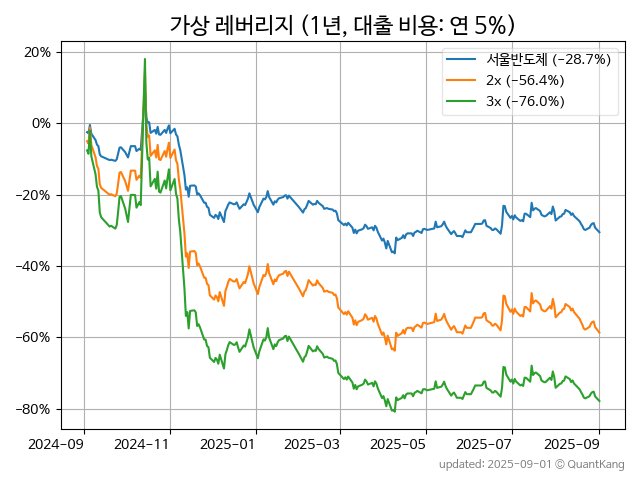 가상 레버리지 (1년, 대출 비용: 연 5%)
서울반도체 (-28.7%)
2x (-56.4%)
3x (-76.0%)
20%
0%
−20%
−40%
−60%
−80%
2024-09 2024-11 2025-01 2025-03 2025-05 2025-07 2025-09
updated: 2025-09-01 © QuantKang